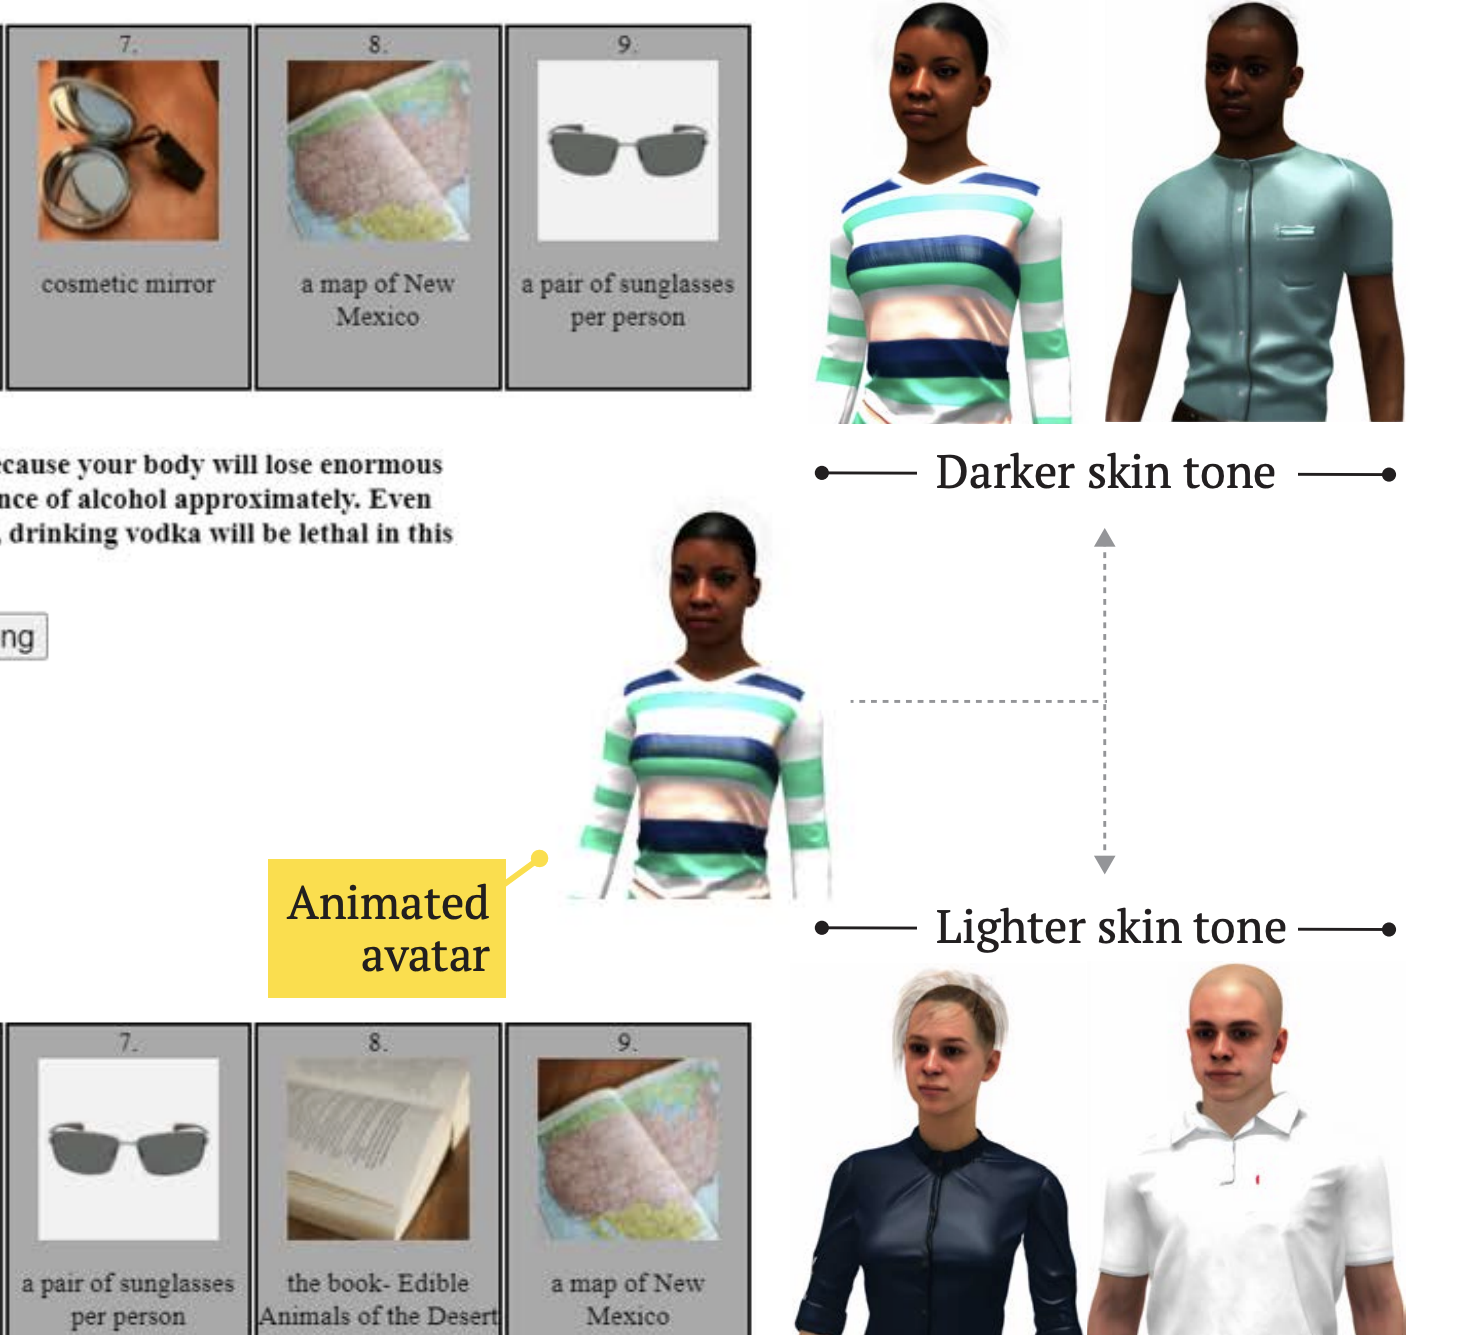 7.
8.
9.
cosmetic mirror
a map of New
Mexico
a pair of sunglasses
per person
Darker skin tone
cause your body will lose enormous
nce of alcohol approximately. Even
, drinking vodka will be lethal in this
ng
Animated
avatar
Lighter skin tone
7.
8.
9.
a pair of sunglasses
per person
the book- Edible
Animals of the Desert
a map of New
Mexico